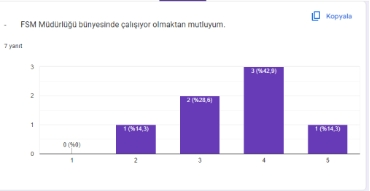 Kopyala
- FSM Müdürlüğü bünyesinde çalışıyor olmaktan mutluyum.
7 yanıt
3
2
1
0
0 (%0)
1 (%14,3)
2 (%28,6)
3 (%42,9)
1 (%14,3)
1 2 3 4 5